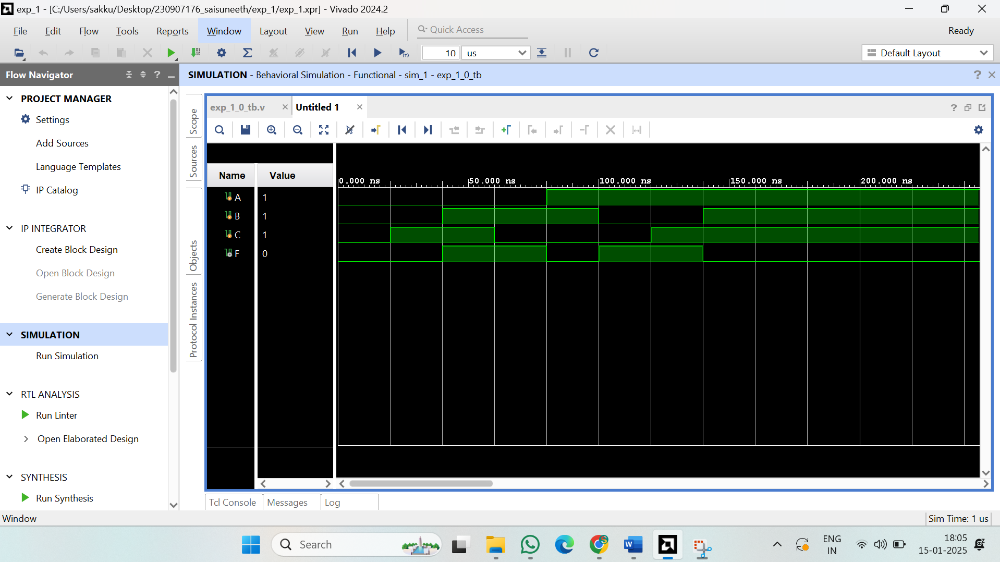 exp_1 - [C:/Users/sakku/Desktop/230907176_saisuneeth/exp_1/exp_1.xpr] - Vivado 2024.2
File Edit Flow Tools Reports Window Layout View Run Help Quick Access Ready
10 us Default Layout
Flow Navigator
SIMULATION - Behavioral Simulation - Functional - sim_1 - exp_1_0_tb
PROJECT MANAGER
Settings
Add Sources
Language Templates
IP Catalog
IP INTEGRATOR
Create Block Design
Open Block Design
Generate Block Design
SIMULATION
Run Simulation
RTL ANALYSIS
Run Linter
Open Elaborated Design
SYNTHESIS
Run Synthesis
Scope
Sources
Objects
Protocol Instances
exp_1_0_tb.v Untitled 1
Name Value
0.000 ns 50.000 ns 100.000 ns 150.000 ns 200.000 ns
A 1
B 1
C 1
F 0
Tcl Console Messages Log
Window Sim Time: 1 us
Search
ENG
IN
18:05
15-01-2025